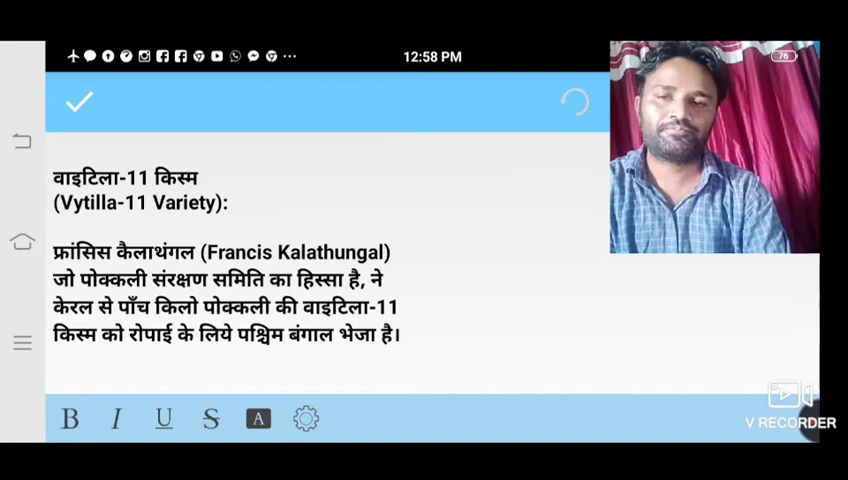 12:58 PM
76
वाइटिला-11 किस्म
(Vytilla-11 Variety):
फ्रांसिस कैलाथंगल (Francis Kalathungal)
जो पोक्कली संरक्षण समिति का हिस्सा है, ने
केरल से पाँच किलो पोक्कली की वाइटिला-11
किस्म को रोपाई के लिये पश्चिम बंगाल भेजा है।
B I U S A
V RECORDER